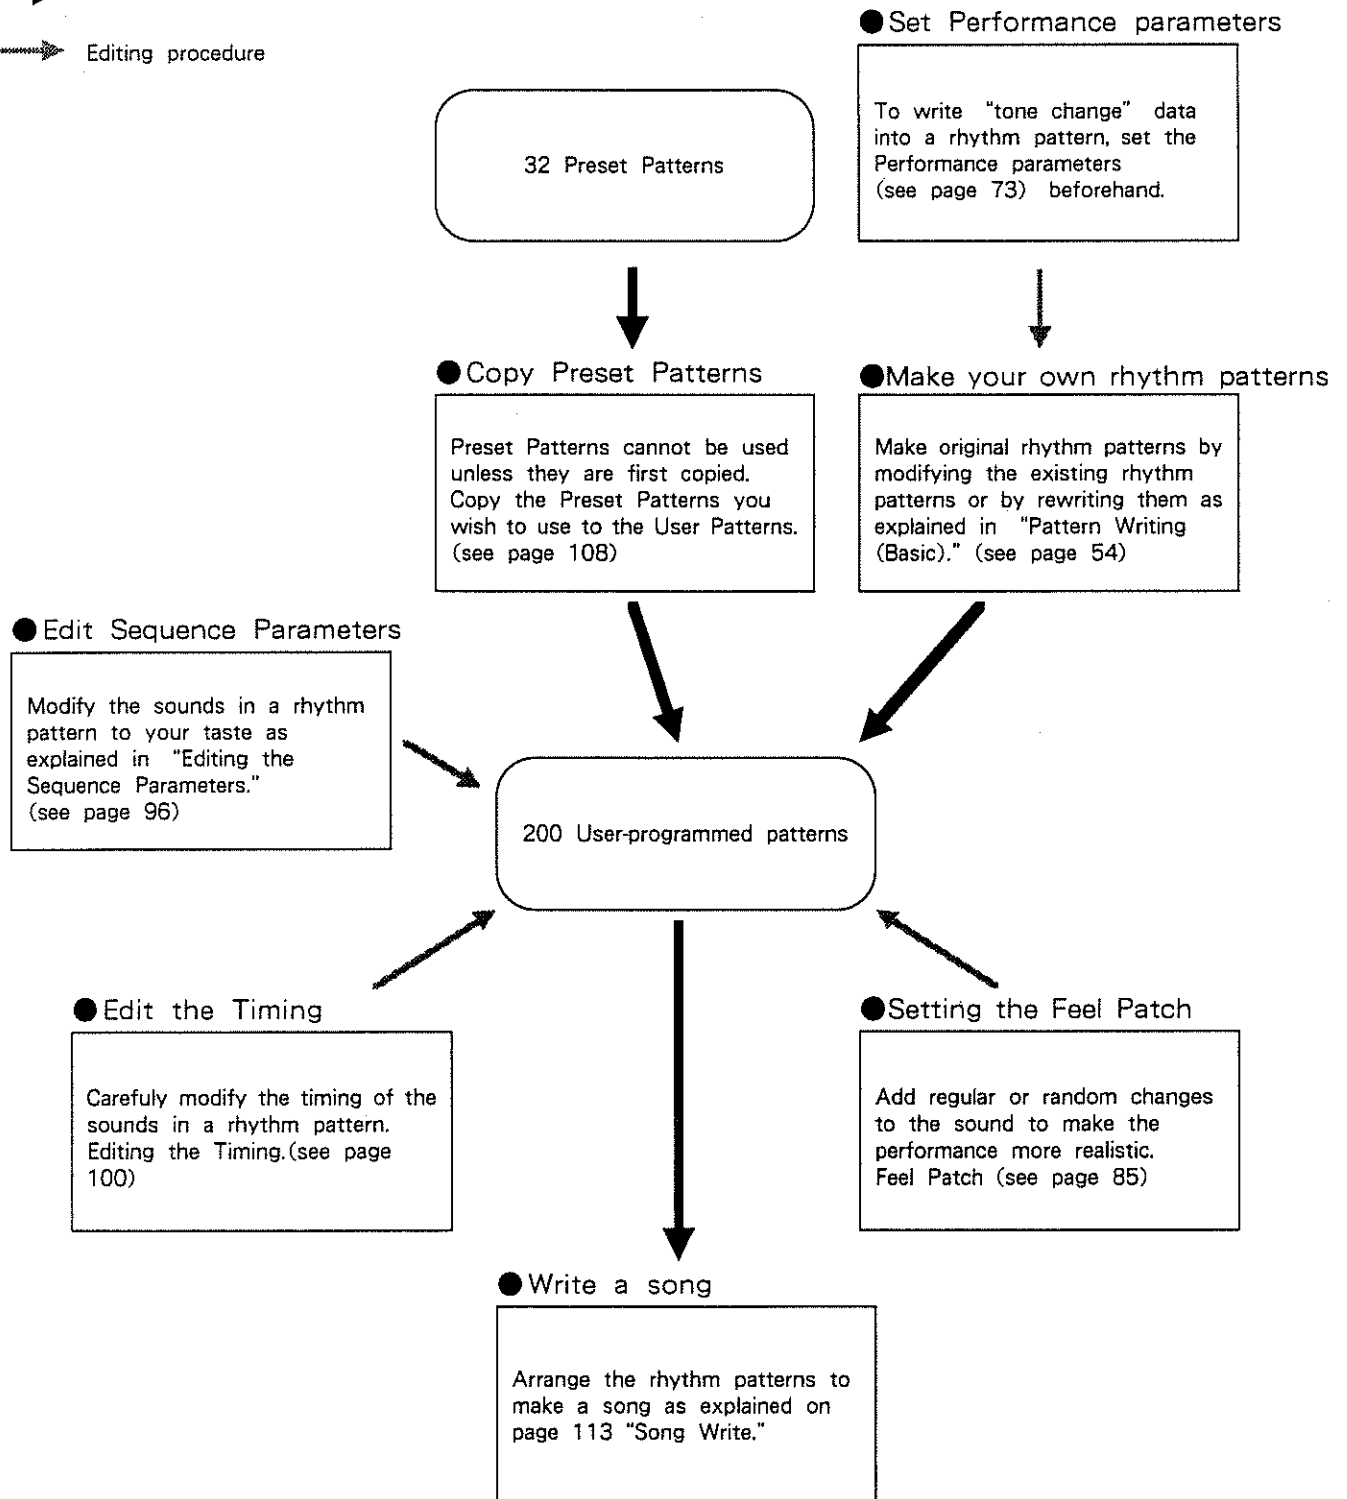 Editing procedure
●Set Performance parameters
To write "tone change" data
into a rhythm pattern, set the
Performance parameters
(see page 73) beforehand.
32 Preset Patterns
●Copy Preset Patterns
Preset Patterns cannot be used
unless they are first copied.
Copy the Preset Patterns you
wish to use to the User Patterns.
(see page 108)
●Make your own rhythm patterns
Make original rhythm patterns by
modifying the existing rhythm
patterns or by rewriting them as
explained in "Pattern Writing
(Basic)." (see page 54)
●Edit Sequence Parameters
Modify the sounds in a rhythm
pattern to your taste as
explained in "Editing the
Sequence Parameters."
(see page 96)
200 User-programmed patterns
●Edit the Timing
Carefuly modify the timing of the
sounds in a rhythm pattern.
Editing the Timing.(see page
100)
●Setting the Feel Patch
Add regular or random changes
to the sound to make the
performance more realistic.
Feel Patch (see page 85)
●Write a song
Arrange the rhythm patterns to
make a song as explained on
page 113 "Song Write."